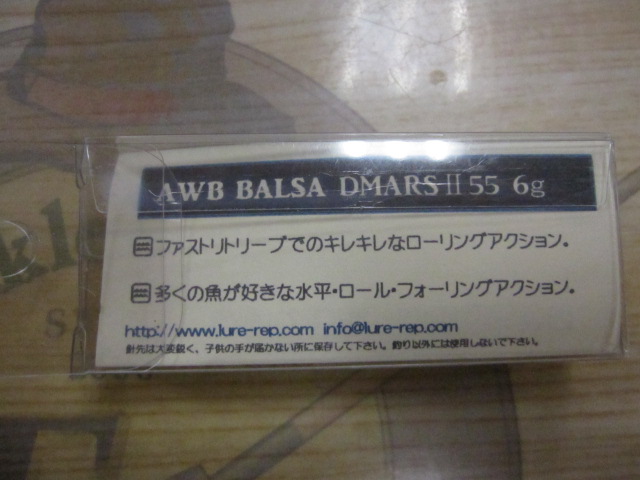 AWB BALSA DMARS-II 55 6g
ファストリトリーブでのキレキレなローリングアクション。
多くの魚が好きな水平・ロール・フォーリングアクション。
http://www.lure-rep.com info@lure-rep.com
針先は大変鋭く、子供の手が届かない所に保存して下さい。釣り以外には使用しないで下さい。